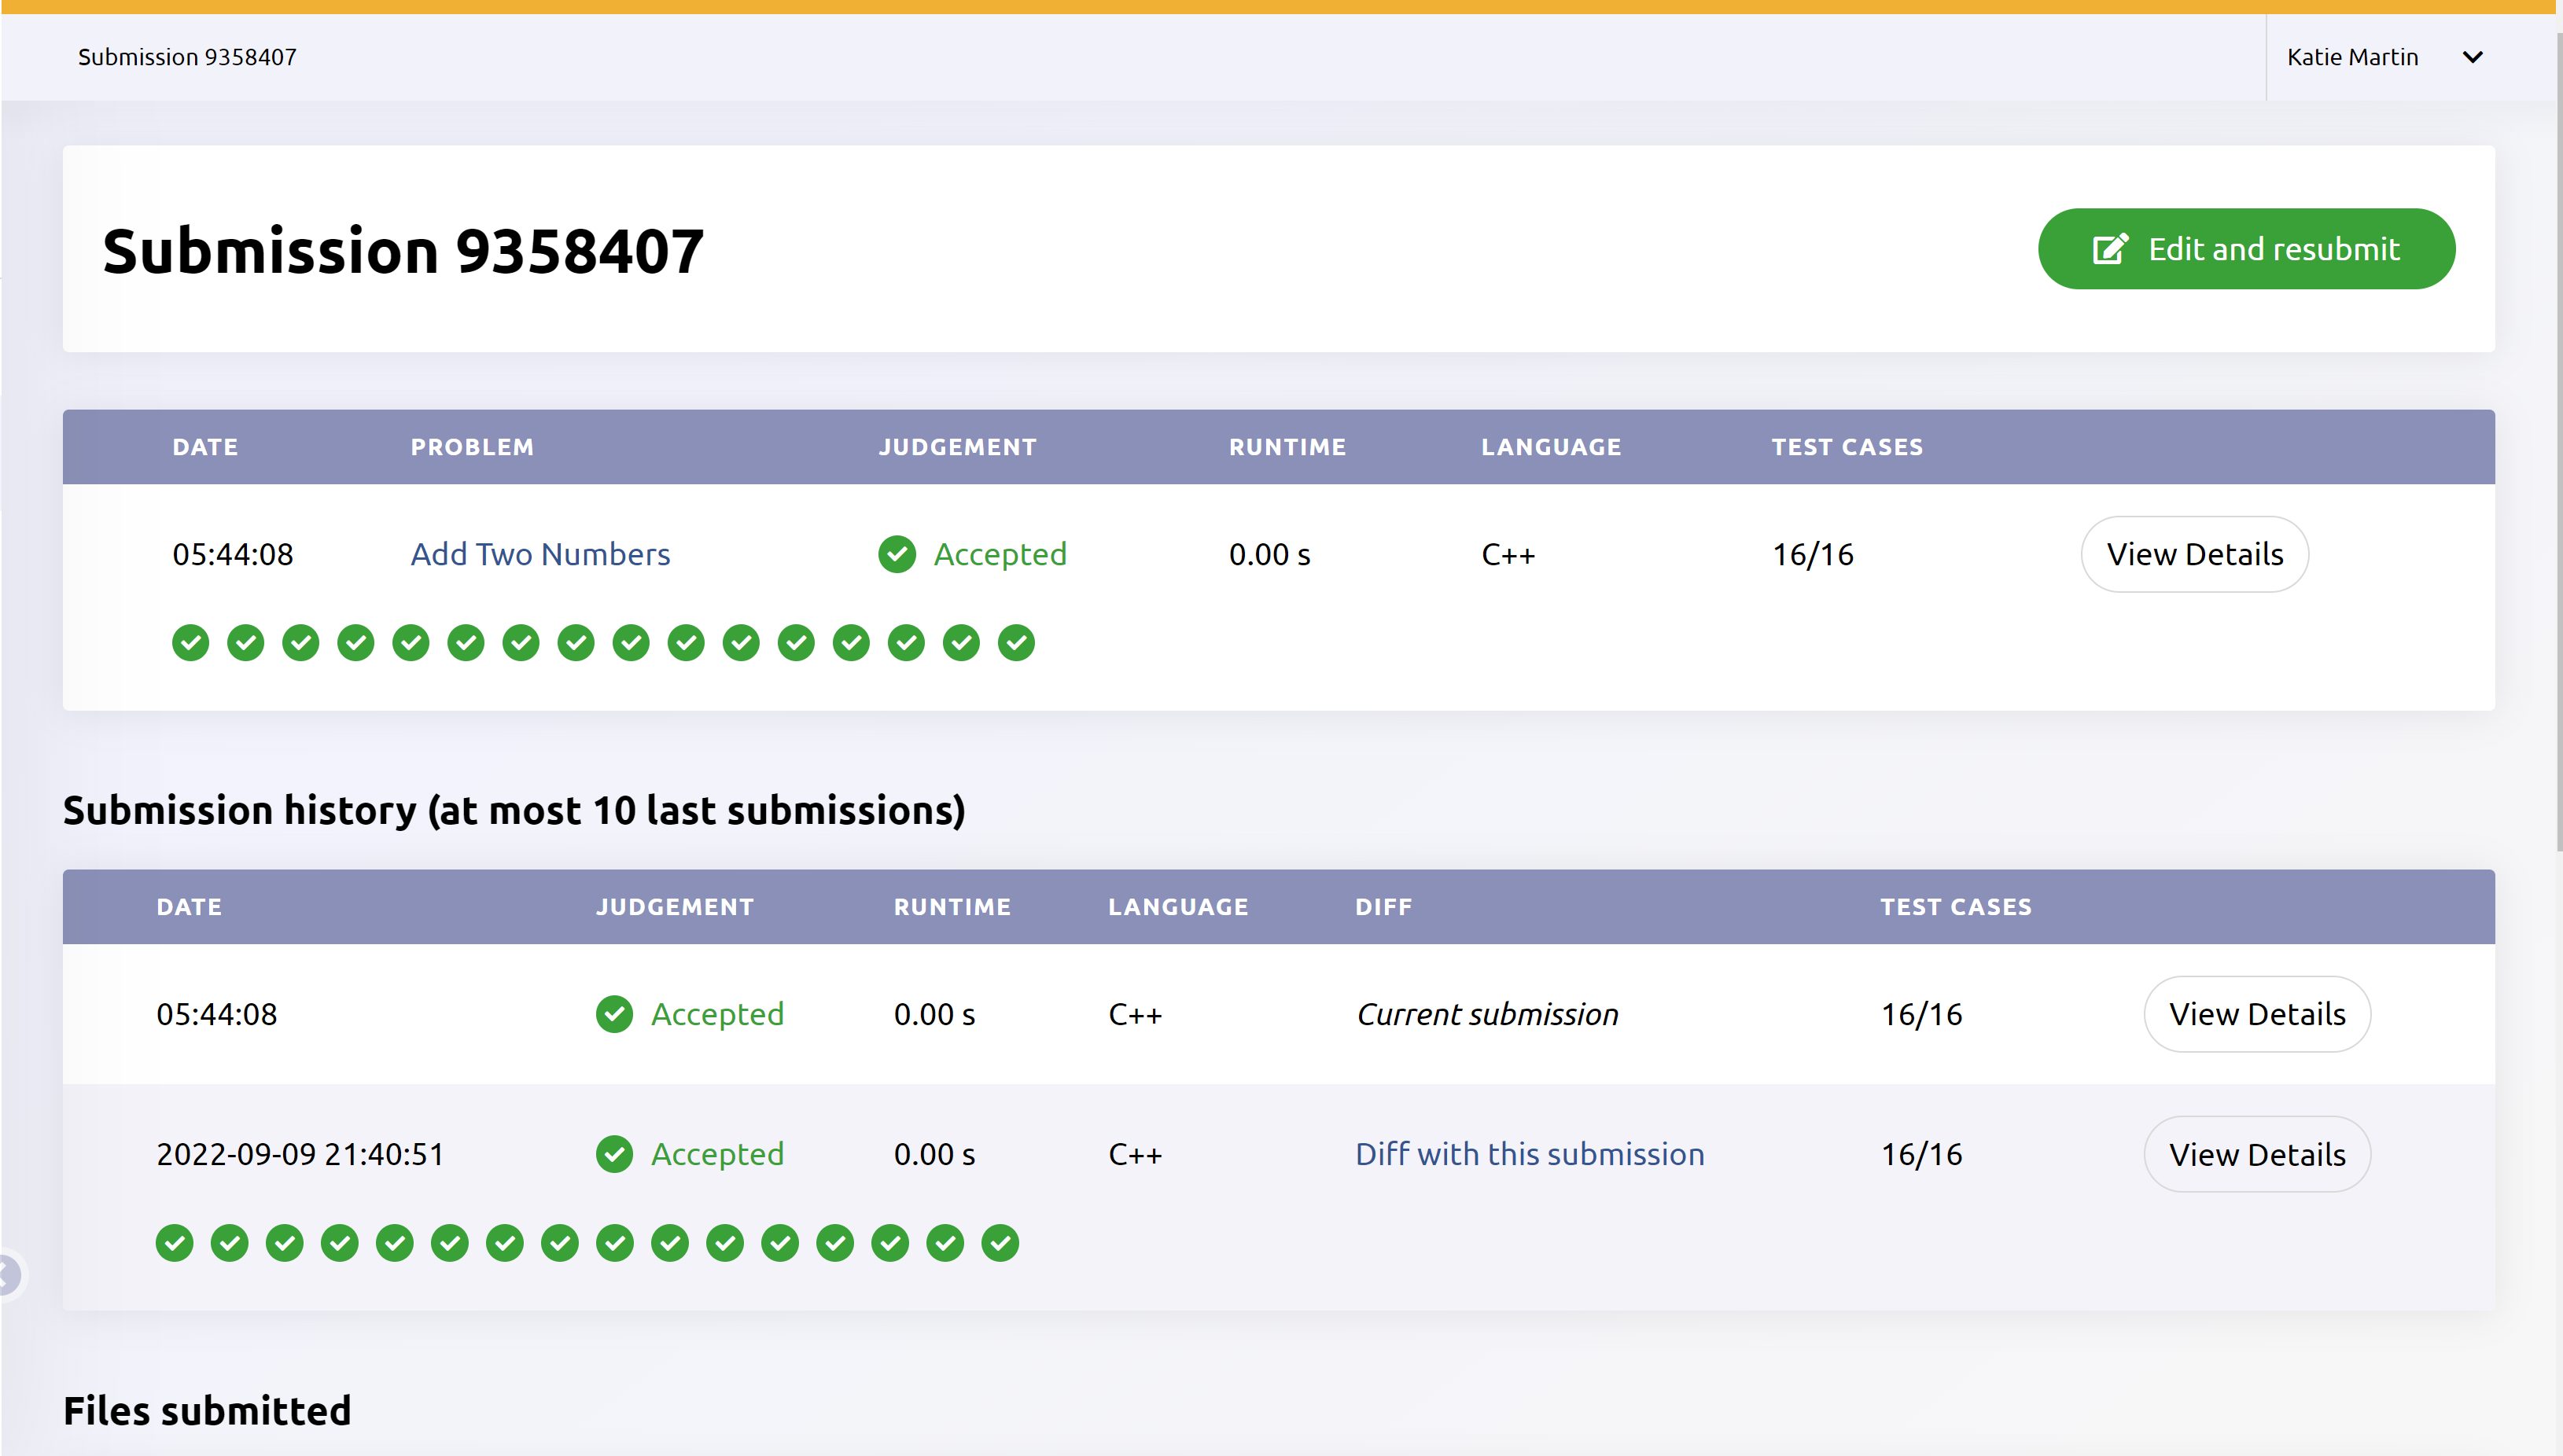 Submission 9358407
Katie Martin
Submission 9358407
Edit and resubmit
DATE PROBLEM JUDGEMENT RUNTIME LANGUAGE TEST CASES
05:44:08 Add Two Numbers Accepted 0.00 s C++ 16/16 View Details
Submission history (at most 10 last submissions)
DATE JUDGEMENT RUNTIME LANGUAGE DIFF TEST CASES
05:44:08 Accepted 0.00 s C++ Current submission 16/16 View Details
2022-09-09 21:40:51 Accepted 0.00 s C++ Diff with this submission 16/16 View Details
Files submitted